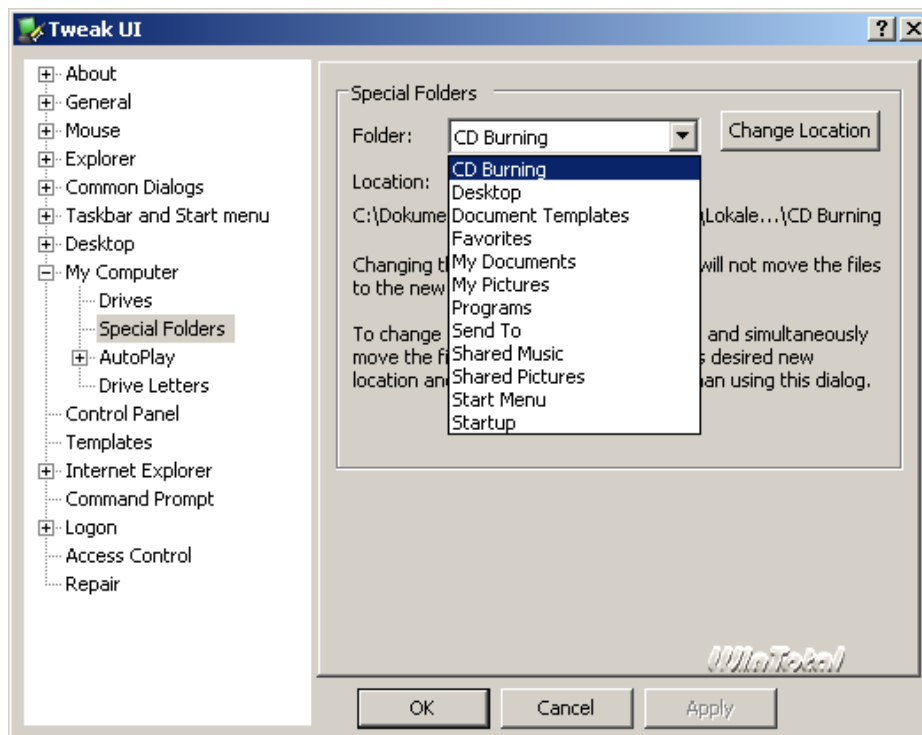 Tweak UI
About
General
Mouse
Explorer
Common Dialogs
Taskbar and Start menu
Desktop
My Computer
Drives
Special Folders
AutoPlay
Drive Letters
Control Panel
Templates
Internet Explorer
Command Prompt
Logon
Access Control
Repair
Special Folders
Folder: CD Burning Change Location
CD Burning
Desktop
Document Templates
Favorites
My Documents
My Pictures
Programs
Send To
Shared Music
Shared Pictures
Start Menu
Startup
Location:
C:\Dokume \Lokale...\CD Burning
Changing will not move the files
to the new
To change and simultaneously
move the desired new
location using this dialog.
WinTotal
OK Cancel Apply